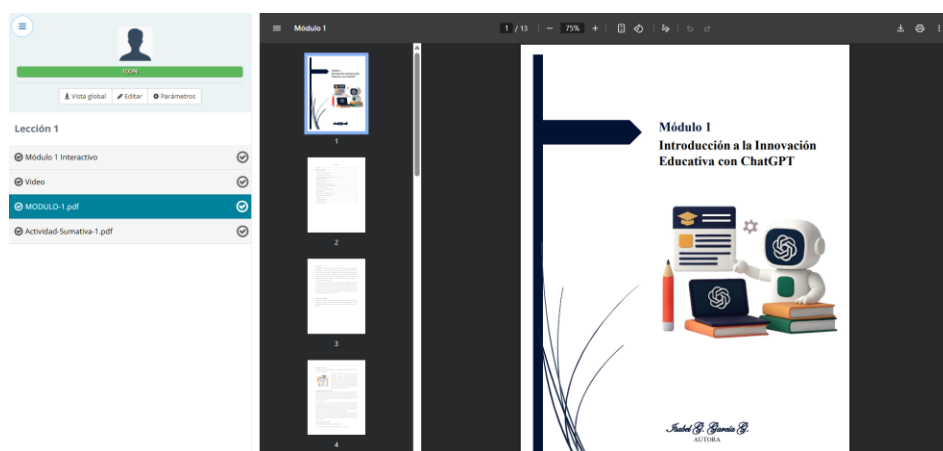 100%
Vista global
Editar
Parámetros
Lección 1
Módulo 1 Interactivo
Video
MODULO-1.pdf
Actividad-Sumativa-1.pdf
Módulo 1
1 / 13
75%
1
2
3
4
Módulo 1
Introducción a la Innovación
Educativa con ChatGPT
Isabel G. García G.
AUTORA